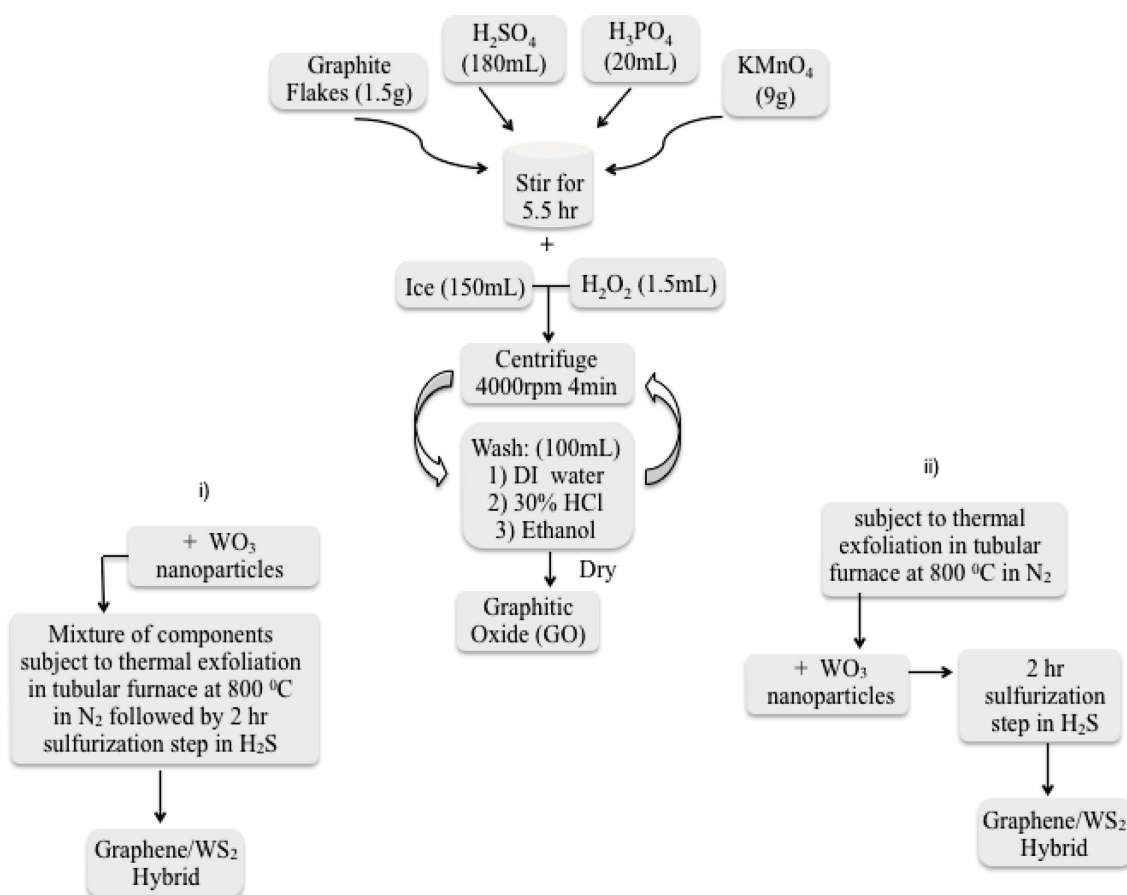 H₂SO₄
(180mL)
H₃PO₄
(20mL)
Graphite
Flakes (1.5g)
KMnO₄
(9g)
Stir for
5.5 hr
+
Ice (150mL)
H₂O₂ (1.5mL)
Centrifuge
4000rpm 4min
Wash: (100mL)
1) DI water
2) 30% HCl
3) Ethanol
Dry
Graphitic
Oxide (GO)
i)
+ WO₃
nanoparticles
Mixture of components
subject to thermal exfoliation
in tubular furnace at 800 ⁰C
in N₂ followed by 2 hr
sulfurization step in H₂S
Graphene/WS₂
Hybrid
ii)
subject to thermal
exfoliation in tubular
furnace at 800 ⁰C in N₂
+ WO₃
nanoparticles
2 hr
sulfurization
step in H₂S
Graphene/WS₂
Hybrid